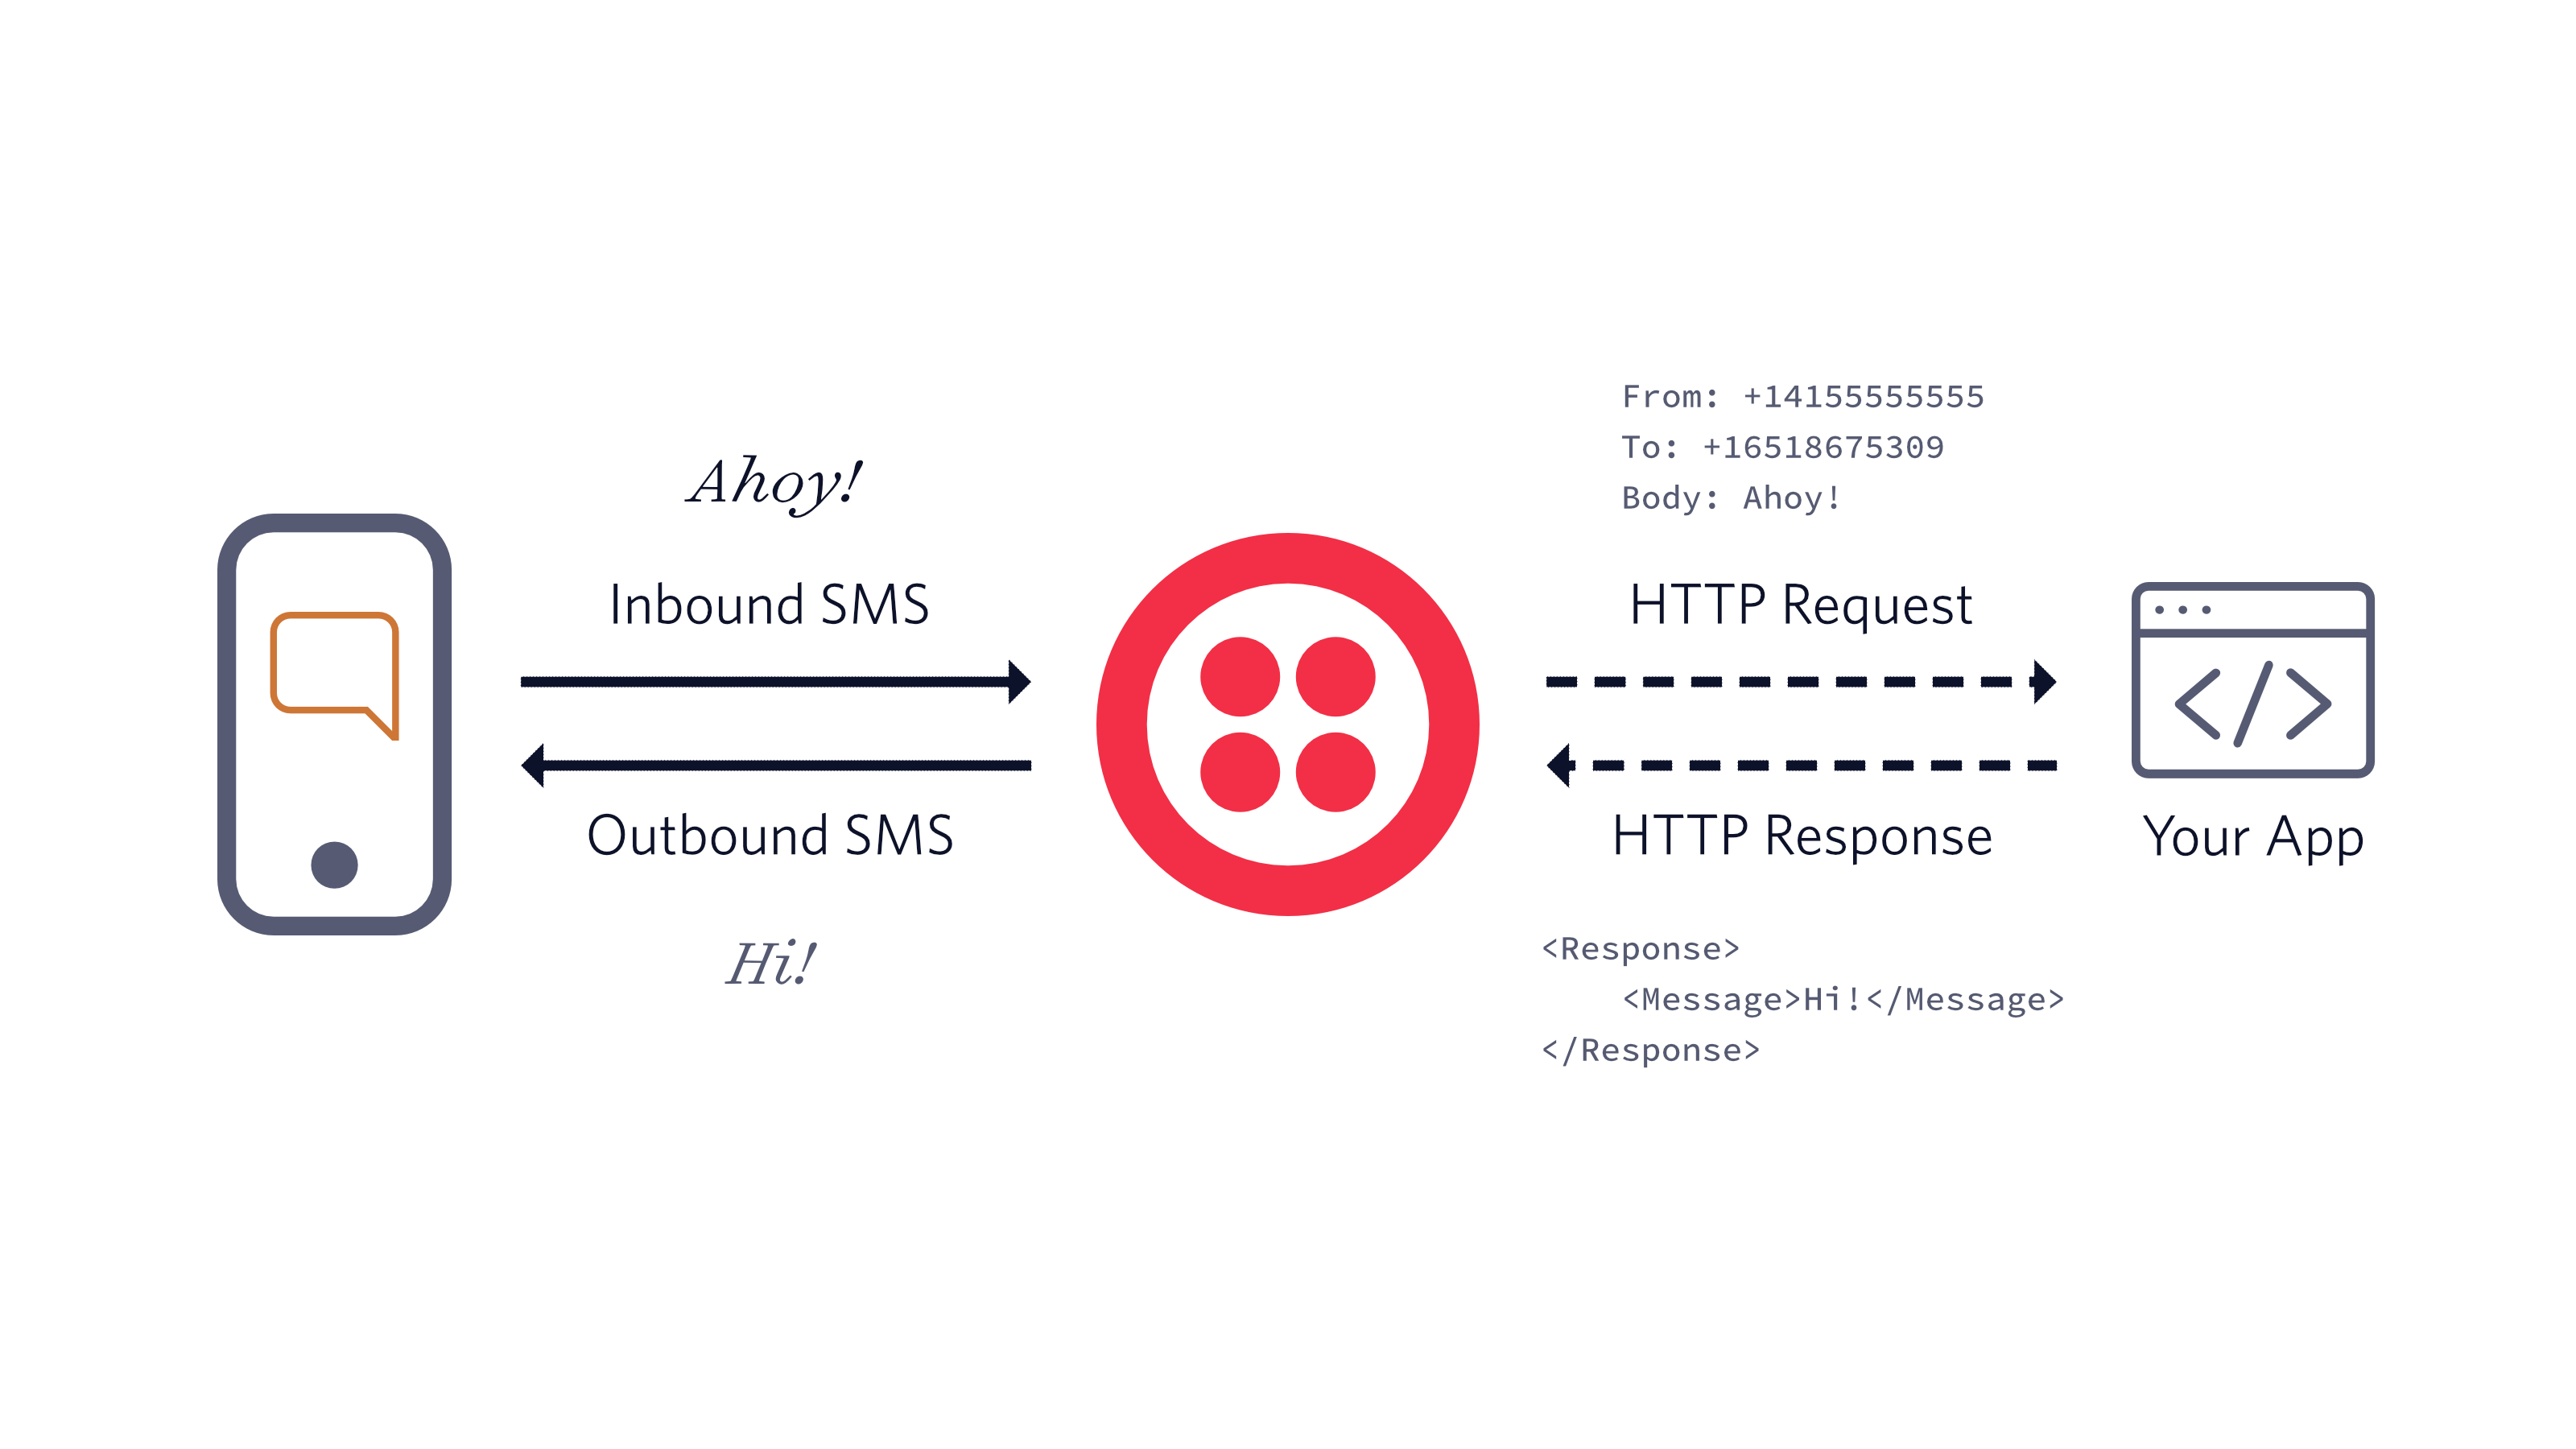 Ahoy!
Inbound SMS
Outbound SMS
Hi!
From: +14155555555
To: +16518675309
Body: Ahoy!
HTTP Request
HTTP Response
<Response>
    <Message>Hi!</Message>
</Response>
</>
Your App